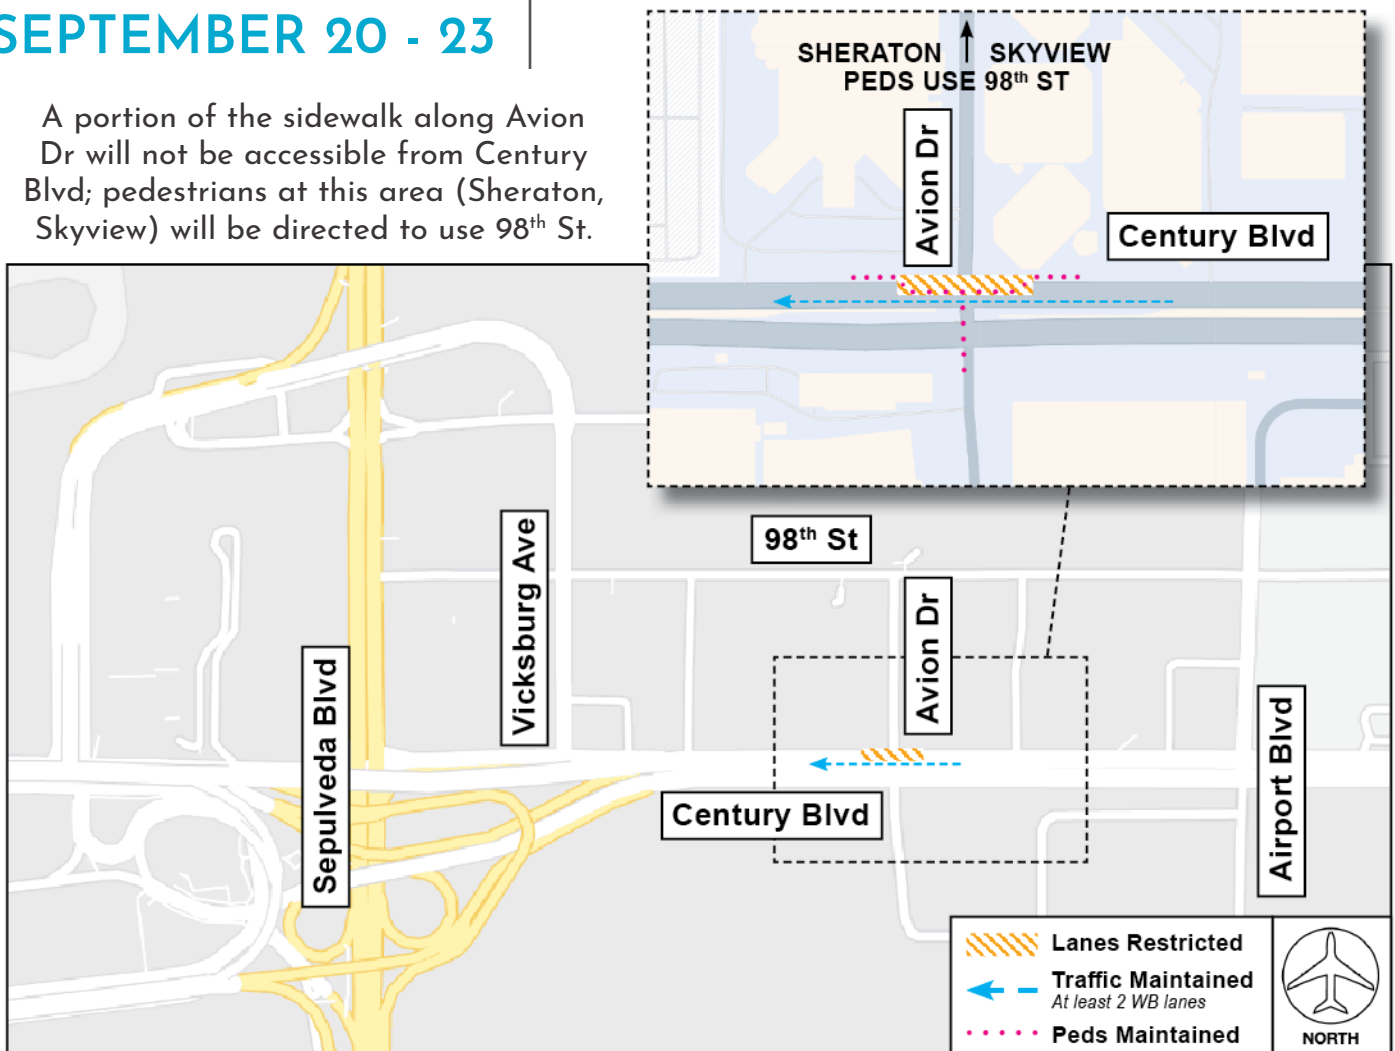 SEPTEMBER 20 - 23
A portion of the sidewalk along Avion
Dr will not be accessible from Century
Blvd; pedestrians at this area (Sheraton,
Skyview) will be directed to use 98th St.
SHERATON SKYVIEW
PEDS USE 98th ST
Avion Dr
Century Blvd
98th St
Vicksburg Ave
Avion Dr
Sepulveda Blvd
Century Blvd
Airport Blvd
Lanes Restricted
Traffic Maintained
At least 2 WB lanes
Peds Maintained
NORTH